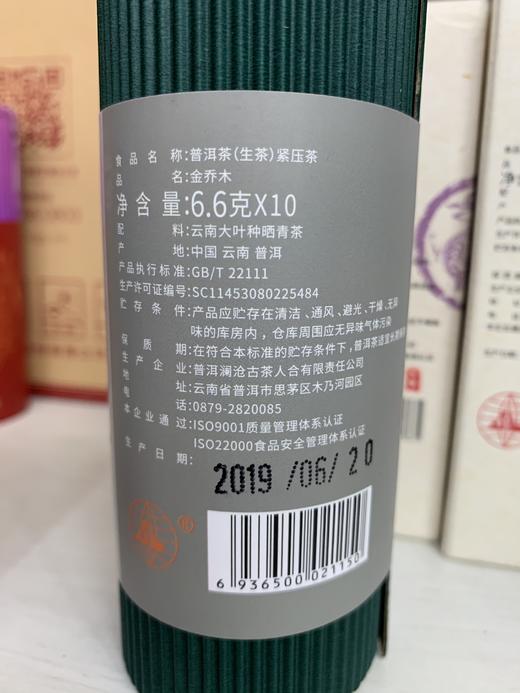 食品名称:普洱茶(生茶)紧压茶
品名:金乔木
净含量:6.6克X10
配料:云南大叶种晒青茶
产地:中国 云南 普洱
产品执行标准:GB/T 22111
生产许可证编号:SC11453080225484
贮存条件:产品应贮存在清洁、通风、避光、干燥、无异
味的库房内，仓库周围应无异味气体污染
保质期:在符合本标准的贮存条件下，普洱茶适宜长期
生产企业:普洱澜沧古茶人合有限责任公司
地址:云南省普洱市思茅区木乃河园区
电话:0879-2820085
本企业通过:ISO9001质量管理体系认证
ISO22000食品安全管理体系认证
生产日期:
2019 /06/ 20
®
6 936500 021150